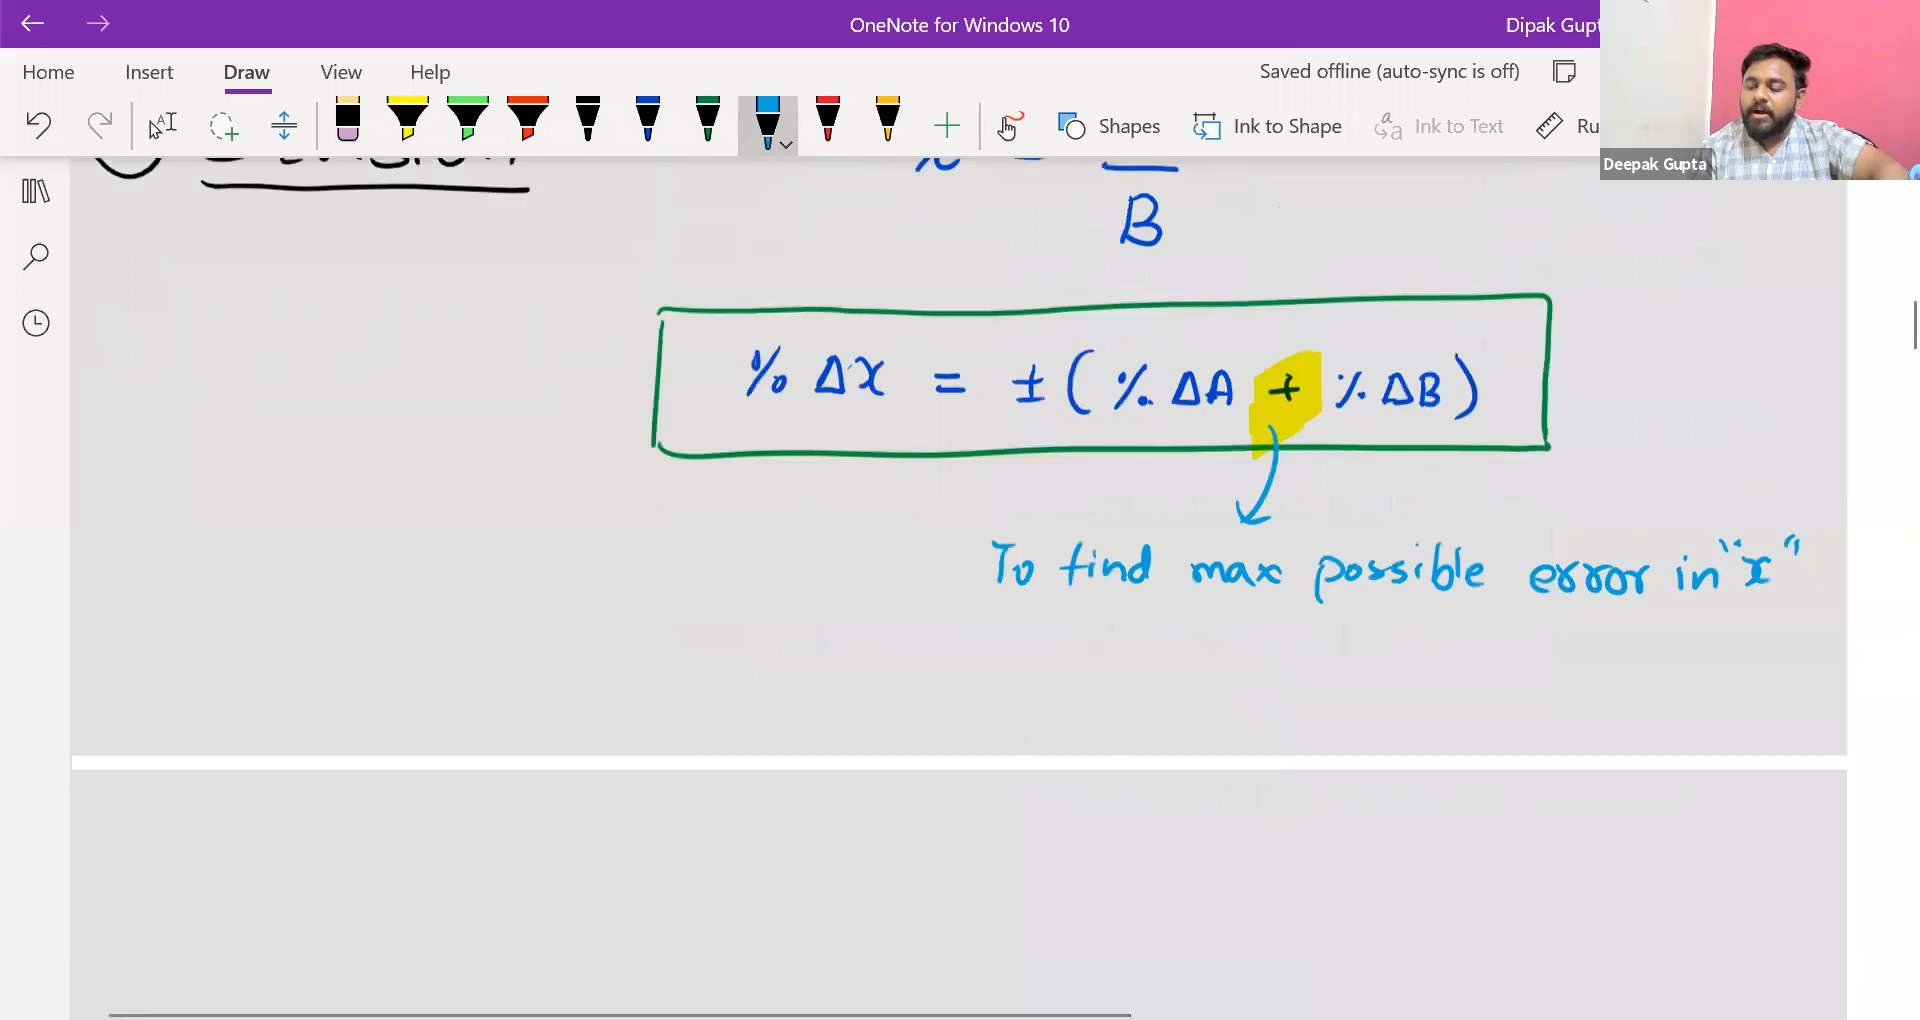 OneNote for Windows 10
Dipak Gupt
Home Insert Draw View Help
Saved offline (auto-sync is off)
Shapes Ink to Shape Ink to Text Ru
Deepak Gupta
x =
B
% Δx = ± ( % ΔA + % ΔB )
To find max possible error in "x"